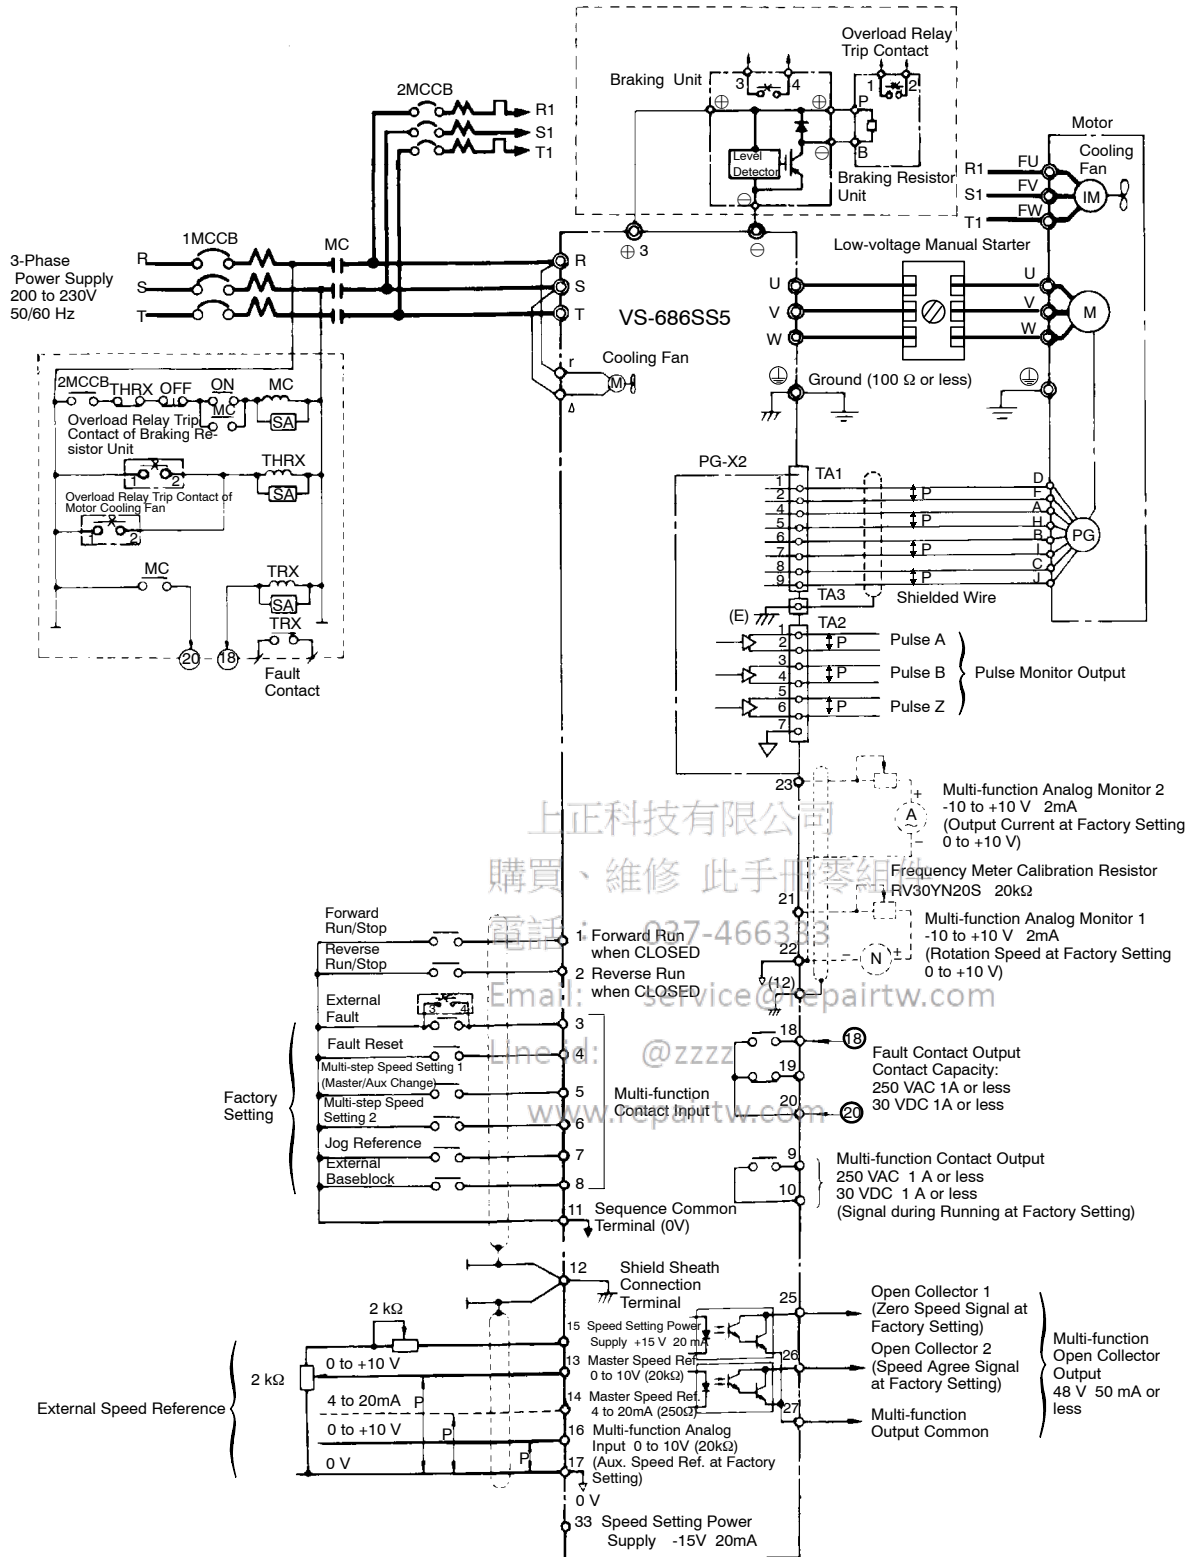 Overload Relay
Trip Contact
Braking Unit
3 4
1 2
P
B
Level
Detector
Braking Resistor
Unit
⊕
⊕
⊖
⊖
2MCCB
R1
S1
T1
Motor
Cooling
Fan
R1 FU
S1 FV
T1 FW
IM
3-Phase
Power Supply
200 to 230V
50/60 Hz
1MCCB
MC
R
S
T
R
S
T
⊕ 3
⊖
VS-686SS5
Low-voltage Manual Starter
U
V
W
U
V
W
M
r
Cooling Fan
M
Ground (100 Ω or less)
2MCCB THRX OFF ON MC
MC
SA
Overload Relay Trip
Contact of Braking Re-
sistor Unit
1 2
THRX
SA
Overload Relay Trip Contact of
Motor Cooling Fan
1 2
MC
TRX
SA
TRX
20
18
Fault
Contact
PG-X2
TA1
1
2
4
5
6
7
8
9
P
P
P
P
D
F
A
H
B
I
C
J
PG
TA3
(E)
Shielded Wire
TA2
1
2
3
4
5
6
7
P
P
P
Pulse A
Pulse B
Pulse Z
Pulse Monitor Output
23
A
+
−
Multi-function Analog Monitor 2
-10 to +10 V 2mA
(Output Current at Factory Setting
0 to +10 V)
上正科技有限公司
購買、維修 此手冊零組件
電話: 037-466333
Email: service@repairtw.com
Line id: @zzzz
www.repairtw.com
Frequency Meter Calibration Resistor
RV30YN20S 20kΩ
21
22
(12)
− N +
Multi-function Analog Monitor 1
-10 to +10 V 2mA
(Rotation Speed at Factory Setting
0 to +10 V)
Forward
Run/Stop
Reverse
Run/Stop
External
Fault
3 4
Fault Reset
Multi-step Speed Setting 1
(Master/Aux Change)
Multi-step Speed
Setting 2
Jog Reference
External
Baseblock
Factory
Setting
1 Forward Run
when CLOSED
2 Reverse Run
when CLOSED
3
4
5
6
7
8
Multi-function
Contact Input
11 Sequence Common
Terminal (0V)
12 Shield Sheath
Connection
Terminal
18
19
20
18
20
Fault Contact Output
Contact Capacity:
250 VAC 1A or less
30 VDC 1A or less
9
10
Multi-function Contact Output
250 VAC 1 A or less
30 VDC 1 A or less
(Signal during Running at Factory Setting)
2 kΩ
2 kΩ
0 to +10 V
4 to 20mA
0 to +10 V
0 V
P
P
P
External Speed Reference
15 Speed Setting Power
Supply +15 V 20 mA
13 Master Speed Ref.
0 to 10V (20kΩ)
14 Master Speed Ref.
4 to 20mA (250Ω)
16 Multi-function Analog
Input 0 to 10V (20kΩ)
17 (Aux. Speed Ref. at Factory
Setting)
0 V
33 Speed Setting Power
Supply -15V 20mA
25
26
27
Open Collector 1
(Zero Speed Signal at
Factory Setting)
Open Collector 2
(Speed Agree Signal
at Factory Setting)
Multi-function
Output Common
Multi-function
Open Collector
Output
48 V 50 mA or
less